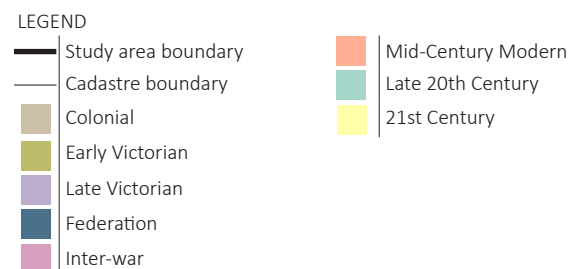 LEGEND
Study area boundary
Cadastre boundary
Colonial
Early Victorian
Late Victorian
Federation
Inter-war
Mid-Century Modern
Late 20th Century
21st Century